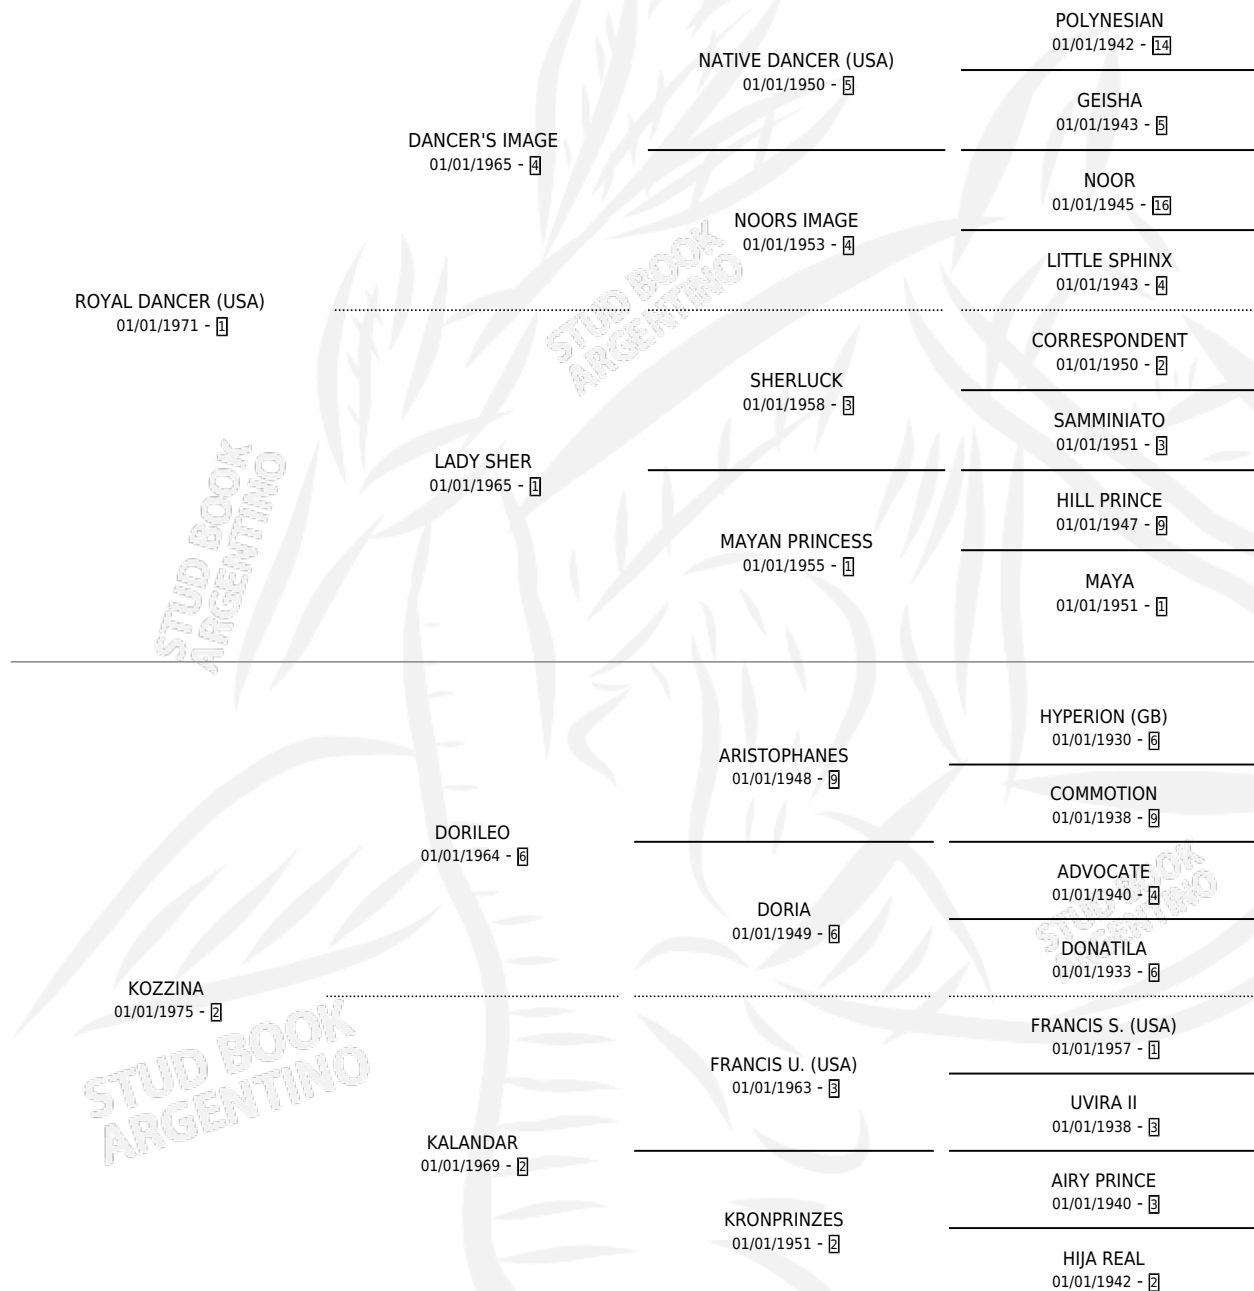 POLYNESIAN
01/01/1942 - 14
NATIVE DANCER (USA)
01/01/1950 - 5
GEISHA
01/01/1943 - 5
DANCER'S IMAGE
01/01/1965 - 4
NOOR
01/01/1945 - 16
NOORS IMAGE
01/01/1953 - 4
LITTLE SPHINX
01/01/1943 - 4
ROYAL DANCER (USA)
01/01/1971 - 1
CORRESPONDENT
01/01/1950 - 2
SHERLUCK
01/01/1958 - 3
SAMMINIATO
01/01/1951 - 3
LADY SHER
01/01/1965 - 1
HILL PRINCE
01/01/1947 - 9
MAYAN PRINCESS
01/01/1955 - 1
MAYA
01/01/1951 - 1
HYPERION (GB)
01/01/1930 - 6
ARISTOPHANES
01/01/1948 - 9
COMMOTION
01/01/1938 - 9
DORILEO
01/01/1964 - 6
ADVOCATE
01/01/1940 - 4
DORIA
01/01/1949 - 6
DONATILA
01/01/1933 - 6
KOZZINA
01/01/1975 - 2
FRANCIS S. (USA)
01/01/1957 - 1
FRANCIS U. (USA)
01/01/1963 - 3
UVIRA II
01/01/1938 - 3
KALANDAR
01/01/1969 - 2
AIRY PRINCE
01/01/1940 - 3
KRONPRINZES
01/01/1951 - 2
HIJA REAL
01/01/1942 - 2
STUD BOOK
ARGENTINO
STUD BOOK
ARGENTINO
STUD BOOK
ARGENTINO
STUD BOOK
ARGENTINO